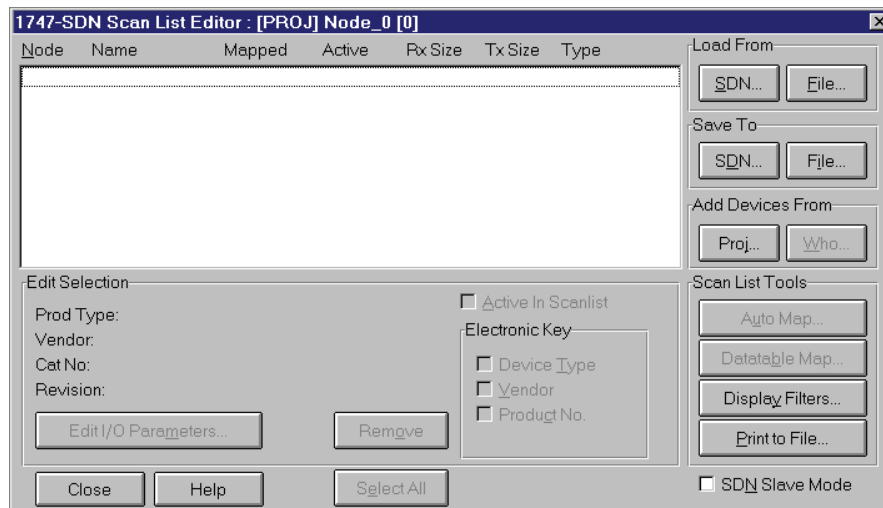 1747-SDN Scan List Editor : [PROJ] Node_0 [0]
Node Name Mapped Active Rx Size Tx Size Type
Load From
SDN... File...
Save To
SDN... File...
Add Devices From
Proj... Who...
Edit Selection
Prod Type:
Vendor:
Cat No:
Revision:
Edit I/O Parameters... Remove
Active In Scanlist
Electronic Key
Device Type
Vendor
Product No.
Scan List Tools
Auto Map...
Datatable Map...
Display Filters...
Print to File...
Close Help Select All
SDN Slave Mode